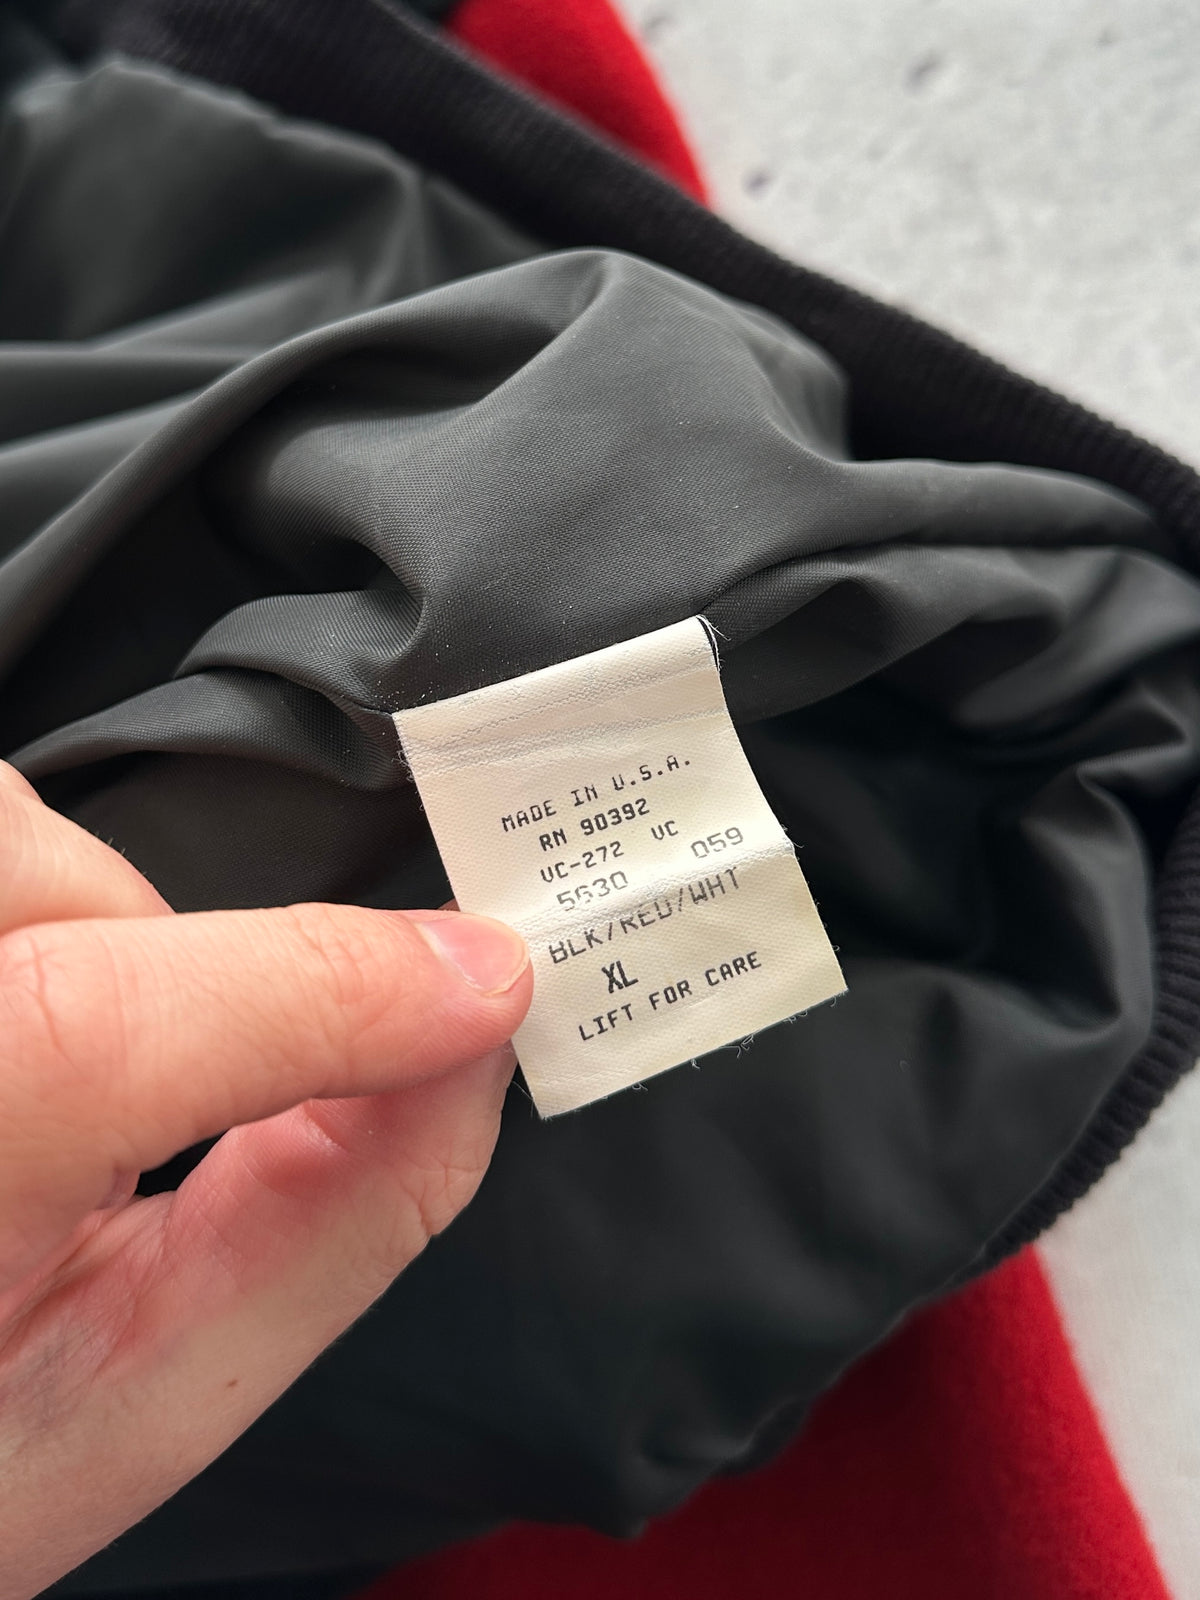 MADE IN U.S.A.
RN 90392
VC-272 VC
5630 059
BLK/RED/WHT
XL
LIFT FOR CARE